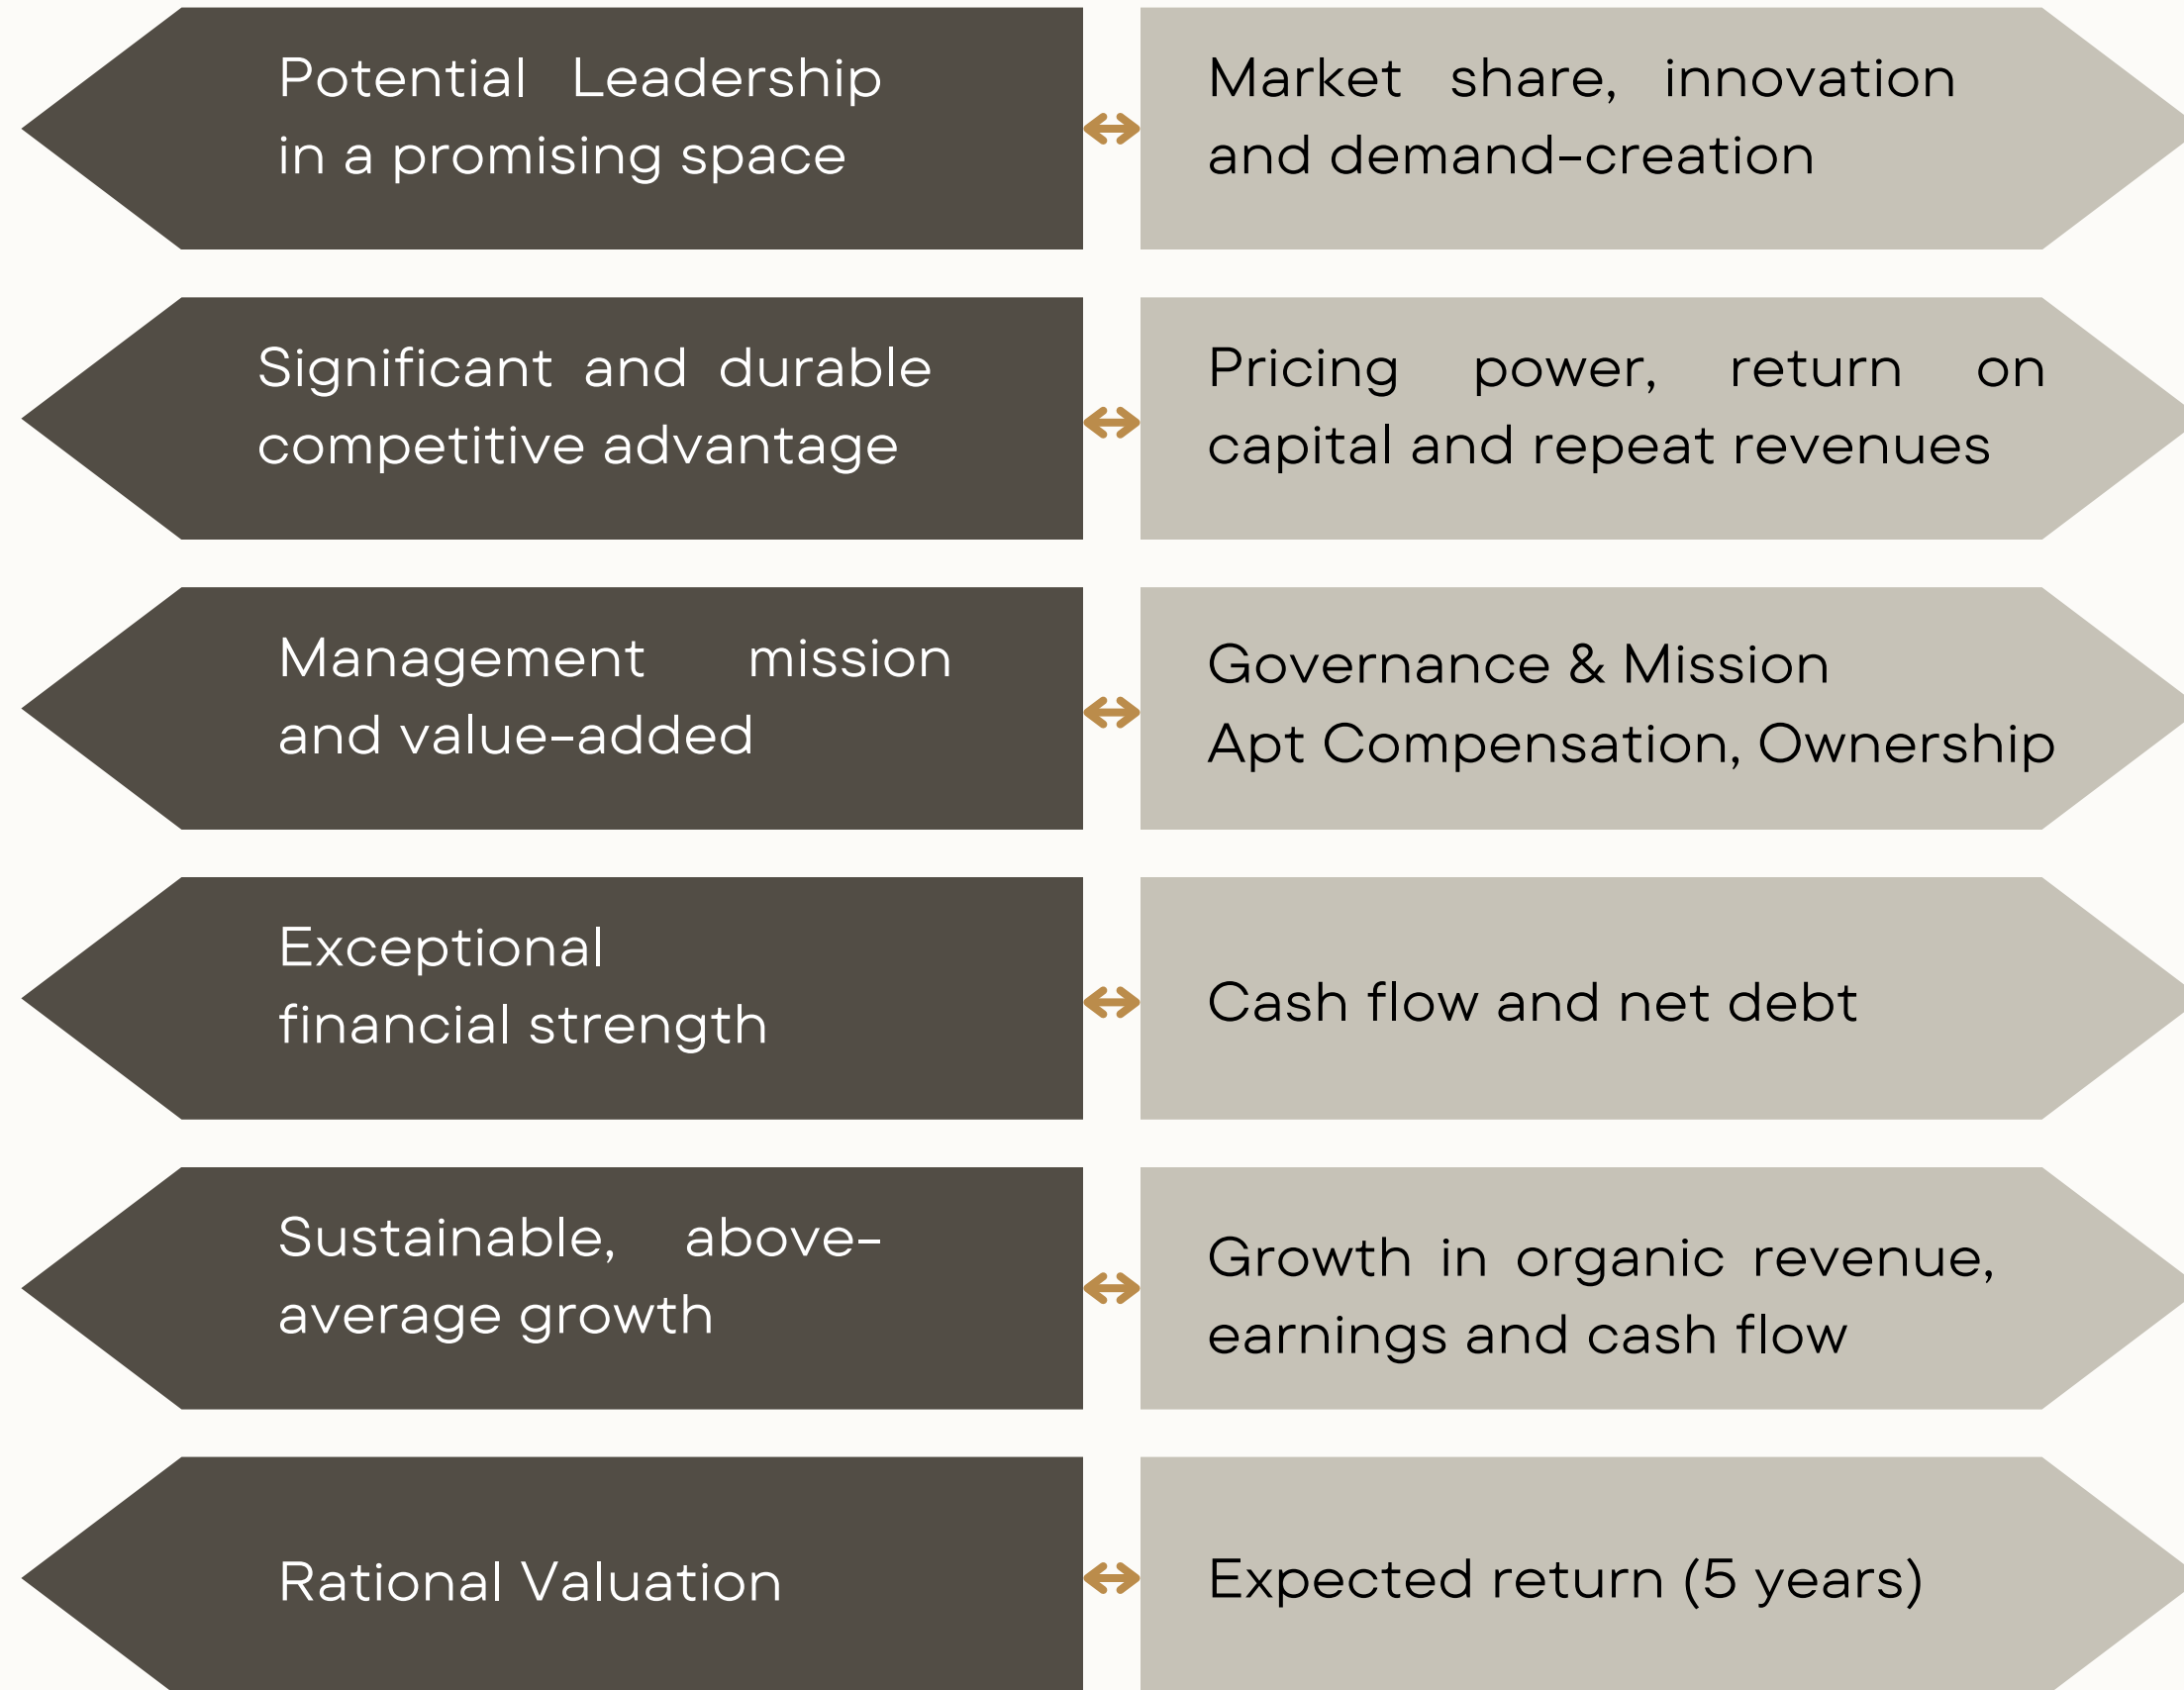 Potential Leadership
in a promising space
Market share, innovation
and demand-creation
Significant and durable
competitive advantage
Pricing power, return on
capital and repeat revenues
Management mission
and value-added
Governance & Mission
Apt Compensation, Ownership
Exceptional
financial strength
Cash flow and net debt
Sustainable, above-
average growth
Growth in organic revenue,
earnings and cash flow
Rational Valuation
Expected return (5 years)